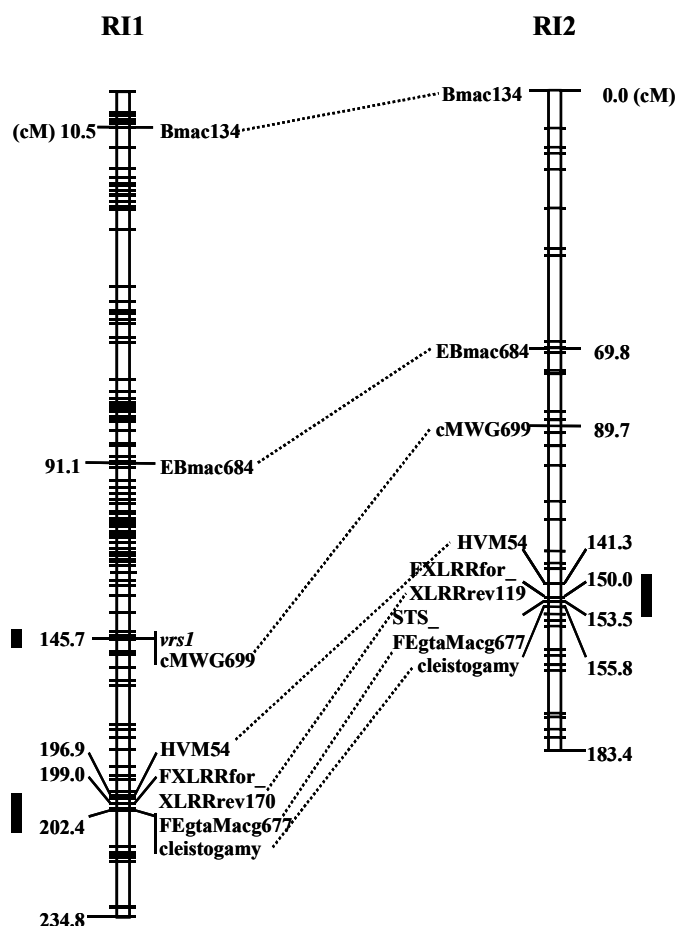 RI1
RI2
Bmac134
0.0 (cM)
(cM) 10.5
Bmac134
EBmac684
69.8
cMWG699
89.7
91.1
EBmac684
HVM54
141.3
FXLRRfor_
150.0
XLRRrev119
STS_
153.5
145.7
vrs1
FEgtaMacg677
cMWG699
cleistogamy
155.8
196.9
HVM54
183.4
199.0
FXLRRfor_
XLRRrev170
202.4
FEgtaMacg677
cleistogamy
234.8